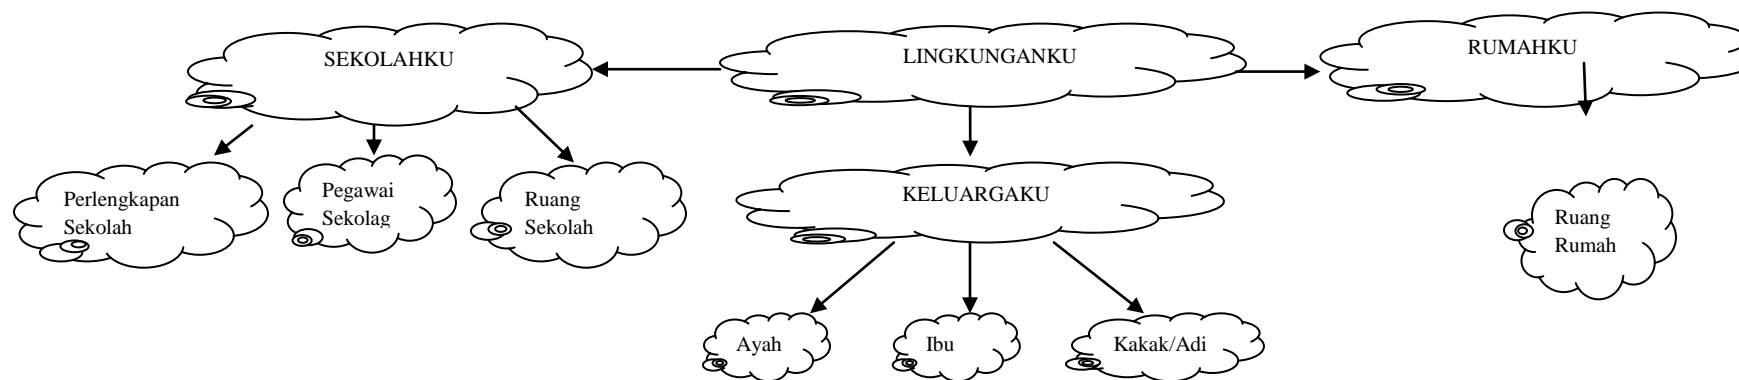 SEKOLAHKU
LINGKUNGANKU
RUMAHKU
Perlengkapan
Sekolah
Pegawai
Sekolag
Ruang
Sekolah
KELUARGAKU
Ruang
Rumah
Ayah
Ibu
Kakak/Adi